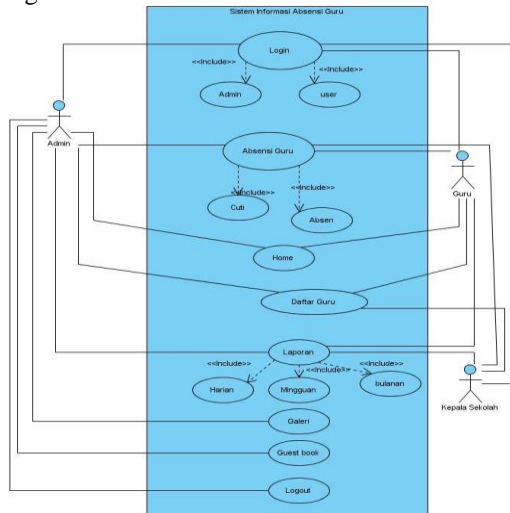 Sistem Informasi Absensi Guru
Login
<<Include>>
<<Include>>
Admin
user
Admin
Absensi Guru
Guru
<<Include>>
<<Include>>
Cuti
Absen
Home
Daftar Guru
Laporan
<<Include>>
<<Include>>
<<Include>>
Harian
Mingguan
bulanan
Kepala Sekolah
Galeri
Guest book
Logout